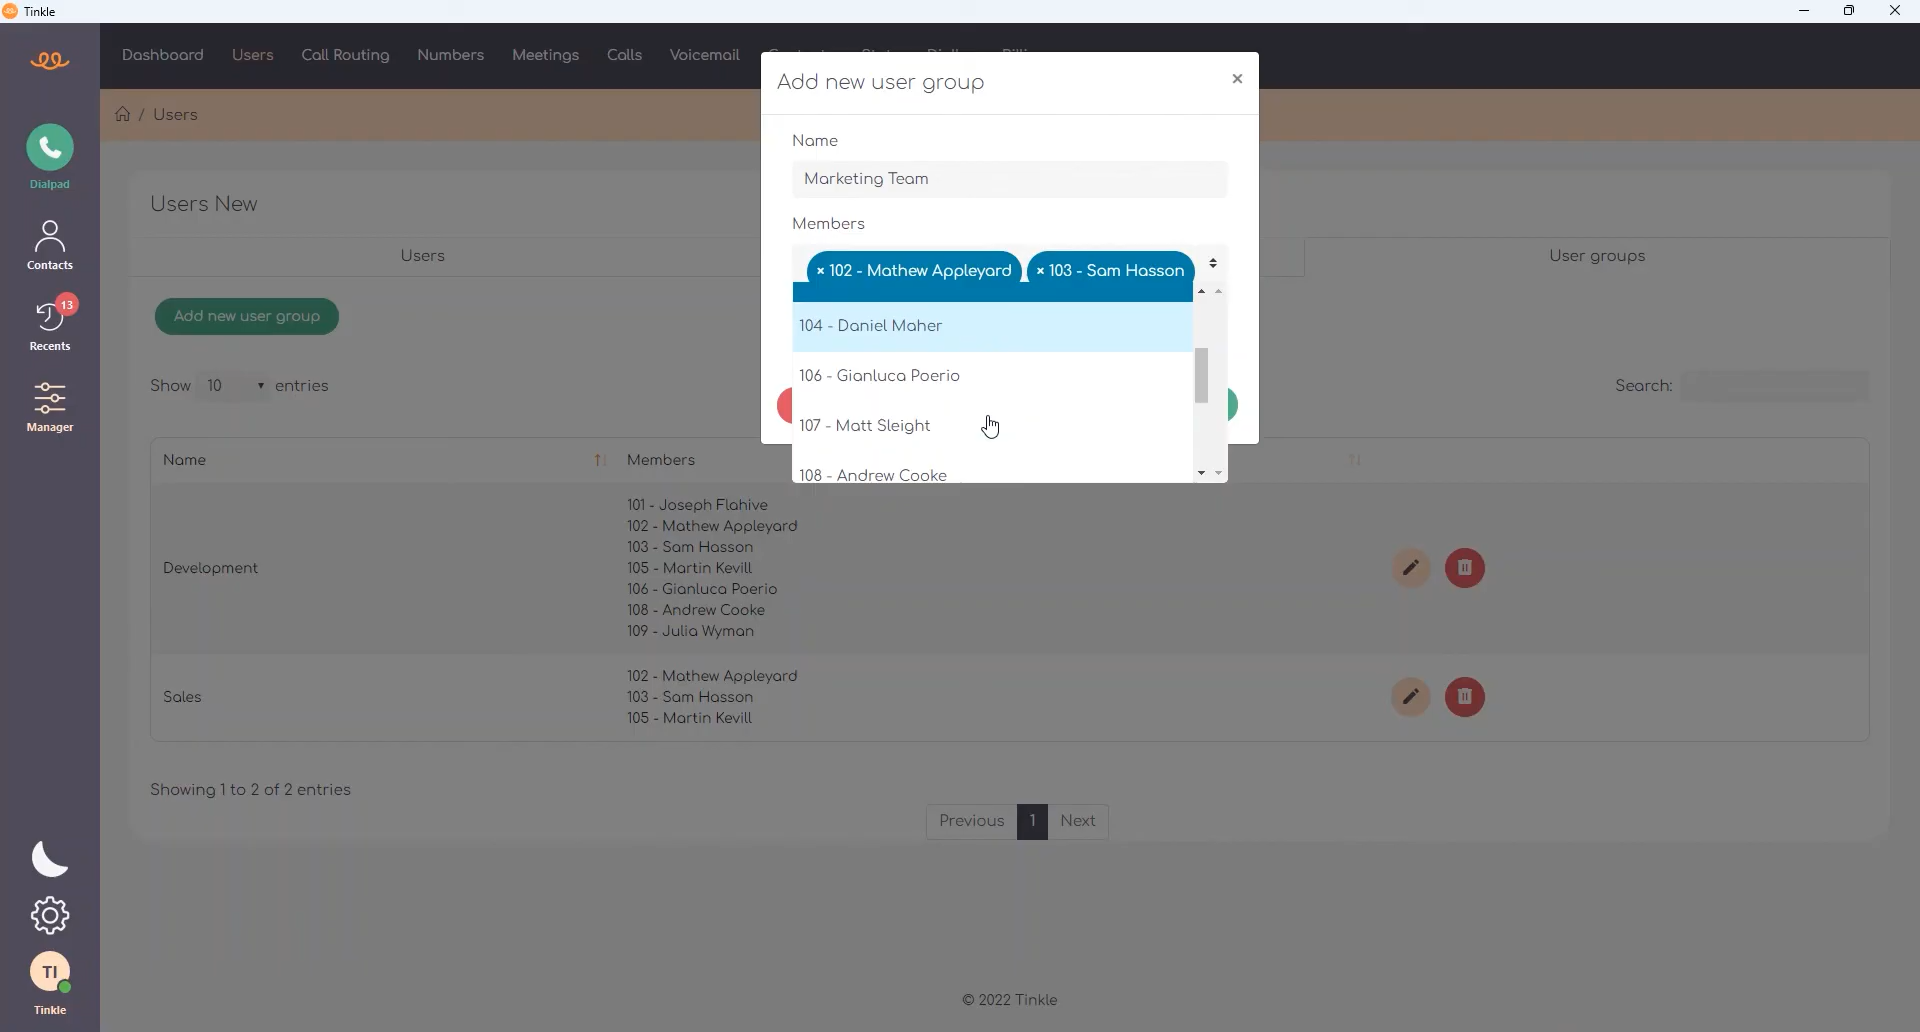 Tinkle
Dashboard Users Call Routing Numbers Meetings Calls Voicemail
Add new user group ×
/ Users
Name
Marketing Team
Members
× 102 - Mathew Appleyard × 103 - Sam Hasson
104 - Daniel Maher
106 - Gianluca Poerio
107 - Matt Sleight
108 - Andrew Cooke
Dialpad
Contacts
13
Recents
Manager
TI
Tinkle
Users New
Users User groups
Add new user group
Show 10 entries Search:
Name Members
Development
101 - Joseph Flahive
102 - Mathew Appleyard
103 - Sam Hasson
105 - Martin Kevill
106 - Gianluca Poerio
108 - Andrew Cooke
109 - Julia Wyman
Sales
102 - Mathew Appleyard
103 - Sam Hasson
105 - Martin Kevill
Showing 1 to 2 of 2 entries
Previous 1 Next
© 2022 Tinkle